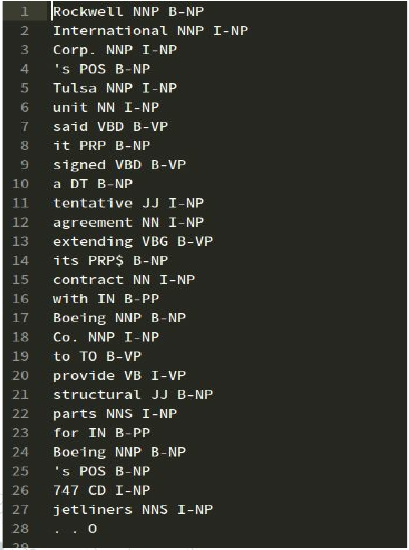 1 Rockwell NNP B-NP
2 International NNP I-NP
3 Corp. NNP I-NP
4 's POS B-NP
5 Tulsa NNP I-NP
6 unit NN I-NP
7 said VBD B-VP
8 it PRP B-NP
9 signed VBD B-VP
10 a DT B-NP
11 tentative JJ I-NP
12 agreement NN I-NP
13 extending VBG B-VP
14 its PRP$ B-NP
15 contract NN I-NP
16 with IN B-PP
17 Boeing NNP B-NP
18 Co. NNP I-NP
19 to TO B-VP
20 provide VB I-VP
21 structural JJ B-NP
22 parts NNS I-NP
23 for IN B-PP
24 Boeing NNP B-NP
25 's POS B-NP
26 747 CD I-NP
27 jetliners NNS I-NP
28 . . O